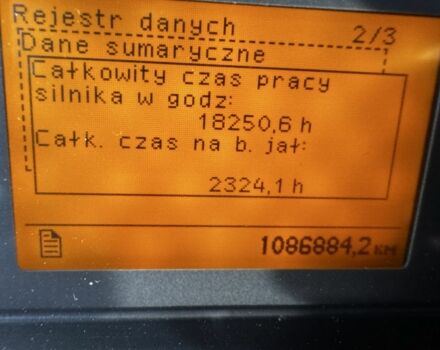 Rejestr danych 2/3
Dane sumaryczne
Całkowity czas pracy
silnika w godz:
18250,6 h
Całk. czas na b. jał:
2324,1 h
1086884,2 км